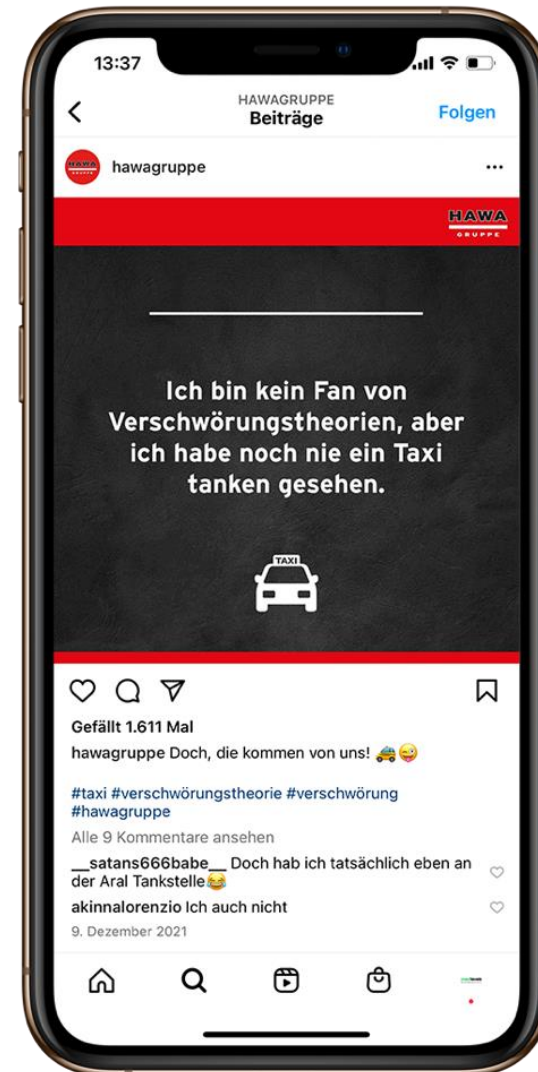 13:37
HAWAGRUPPE
Beiträge
Folgen
HAWA
GRUPPE
hawagruppe
HAWA
GRUPPE
Ich bin kein Fan von
Verschwörungstheorien, aber
ich habe noch nie ein Taxi
tanken gesehen.
TAXI
Gefällt 1.611 Mal
hawagruppe Doch, die kommen von uns! 🚕😜
#taxi #verschwörungstheorie #verschwörung
#hawagruppe
Alle 9 Kommentare ansehen
__satans666babe__ Doch hab ich tatsächlich eben an
der Aral Tankstelle😂
akinnalorenzio Ich auch nicht
9. Dezember 2021